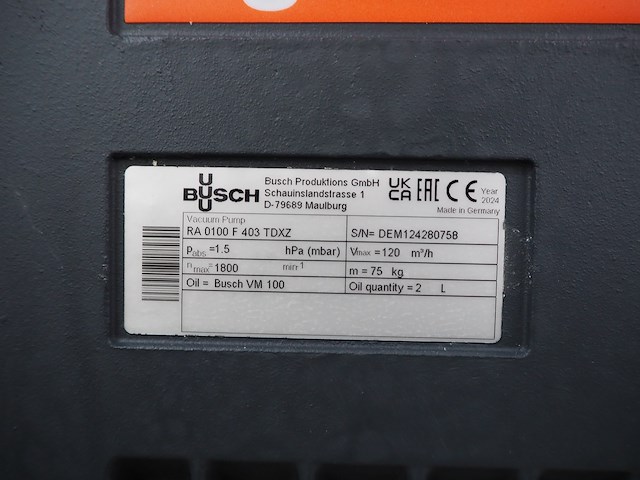 BUSCH
Busch Produktions GmbH
Schauinslandstrasse 1
D-79689 Maulburg
UK CA EAC CE
Year
2024
Made in Germany
Vacuum Pump
RA 0100 F 403 TDXZ
S/N= DEM124280758
pabs =1.5 hPa (mbar)
Vmax =120 m³/h
nmax=1800 min-1
m = 75 kg
Oil = Busch VM 100
Oil quantity = 2 L